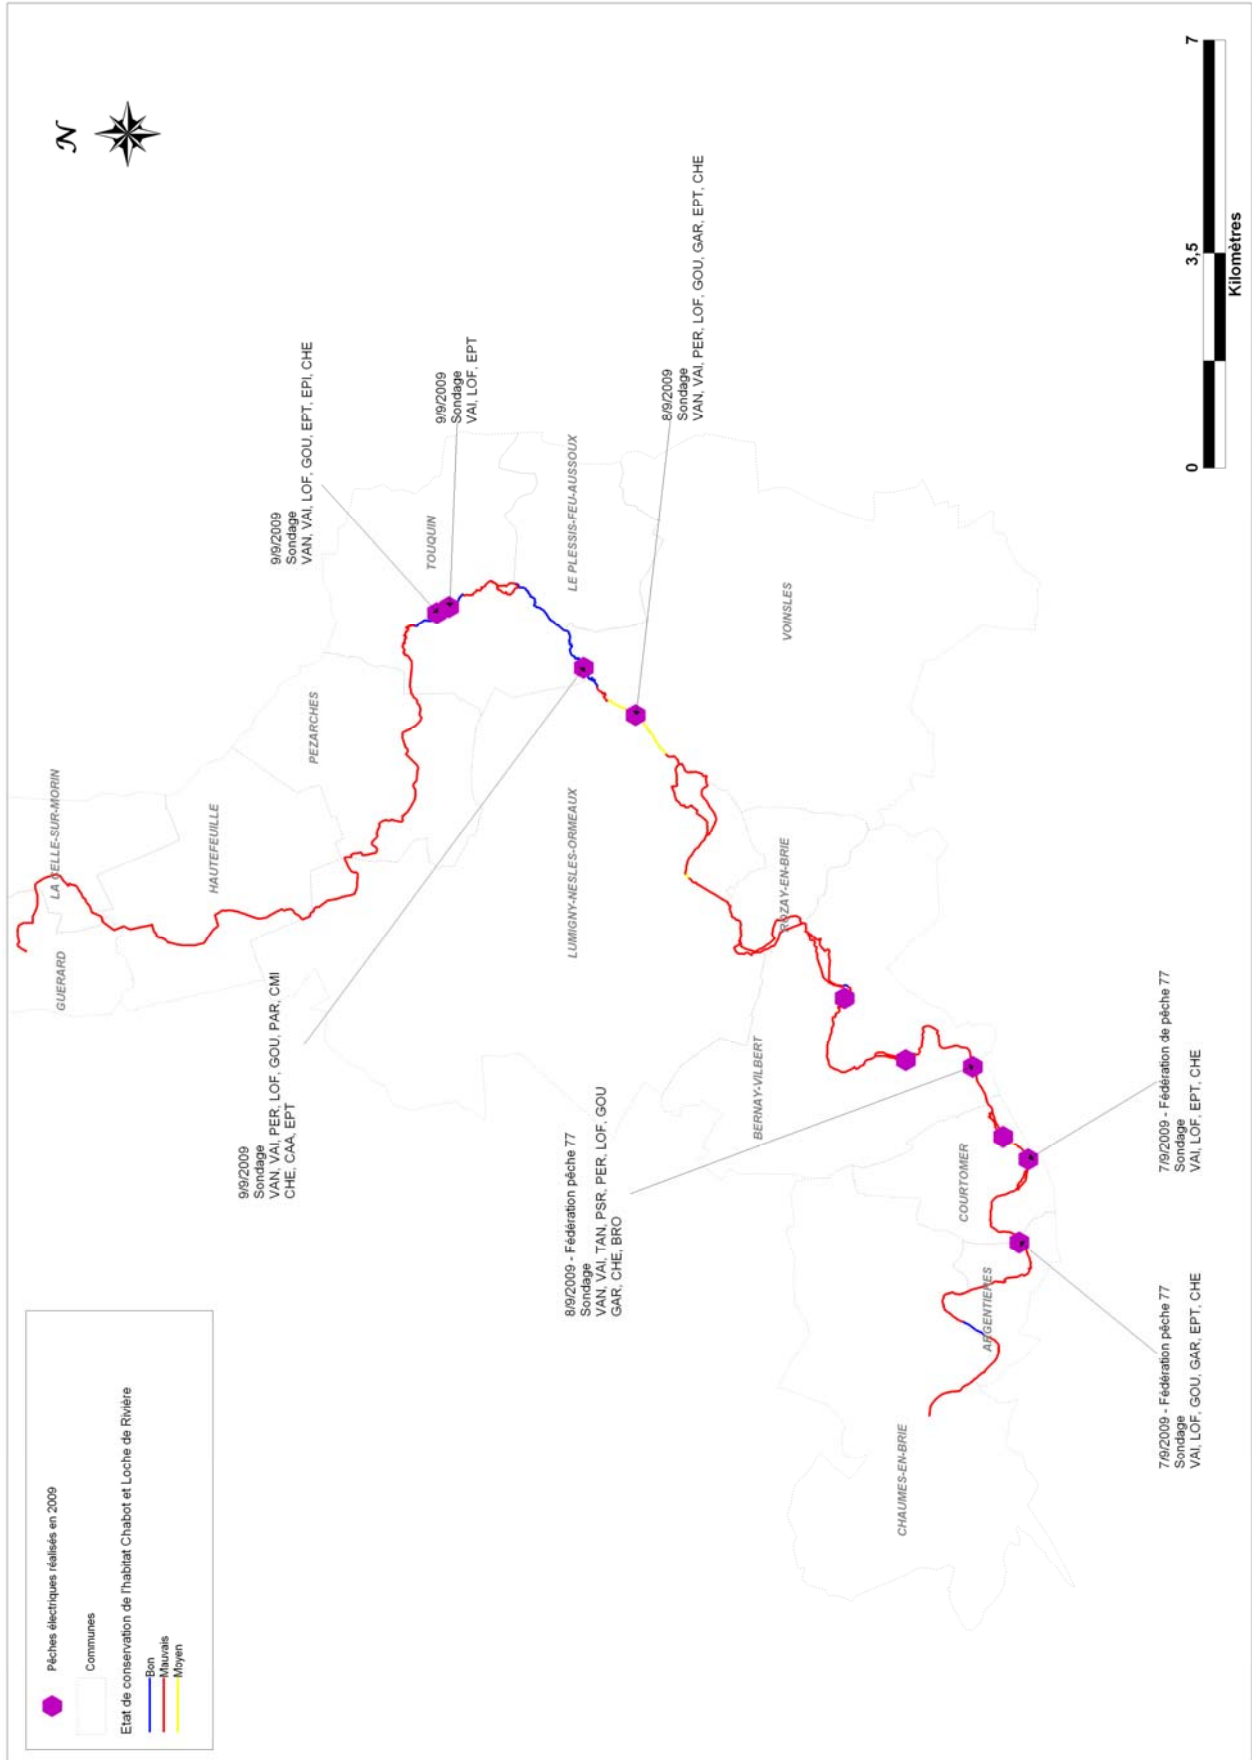 Pêches électriques réalisés en 2009
Communes
Etat de conservation de l'habitat Chabot et Loche de Rivière
Bon
Mauvais
Moyen
N
GUERARD
LA CELLE-SUR-MORIN
HAUTEFEUILLE
PEZARCHES
9/9/2009
Sondage
VAN, VAI, LOF, GOU, EPT, EPI, CHE
TOUQUIN
9/9/2009
Sondage
VAI, LOF, EPT
9/9/2009
Sondage
VAN, VAI, PER, LOF, GOU, PAR, CMI
CHE, CAA, EPT
LUMIGNY-NESLES-ORMEAUX
LE PLESSIS-FEU-AUSSOUX
8/9/2009
Sondage
VAN, VAI, PER, LOF, GOU, GAR, EPT, CHE
8/9/2009 - Fédération pêche 77
Sondage
VAN, VAI, TAN, PSR, PER, LOF, GOU
GAR, CHE, BRO
BERNAY-VILBERT
ROZAY-EN-BRIE
VOINSLES
CHAUMES-EN-BRIE
ARGENTIERES
COURTOMER
7/9/2009 - Fédération pêche 77
Sondage
VAI, LOF, GOU, GAR, EPT, CHE
7/9/2009 - Fédération de pêche 77
Sondage
VAI, LOF, EPT, CHE
0 3,5 7
Kilomètres